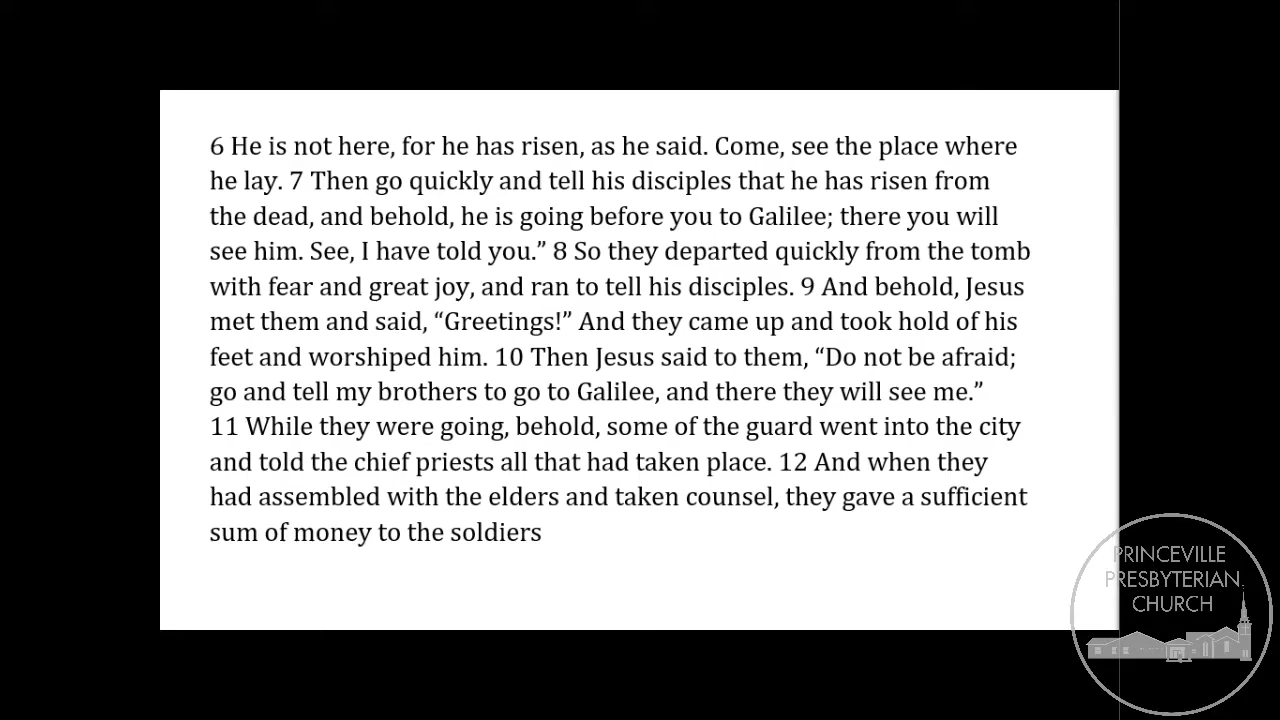 6 He is not here, for he has risen, as he said. Come, see the place where
he lay. 7 Then go quickly and tell his disciples that he has risen from
the dead, and behold, he is going before you to Galilee; there you will
see him. See, I have told you.” 8 So they departed quickly from the tomb
with fear and great joy, and ran to tell his disciples. 9 And behold, Jesus
met them and said, “Greetings!” And they came up and took hold of his
feet and worshiped him. 10 Then Jesus said to them, “Do not be afraid;
go and tell my brothers to go to Galilee, and there they will see me.”
11 While they were going, behold, some of the guard went into the city
and told the chief priests all that had taken place. 12 And when they
had assembled with the elders and taken counsel, they gave a sufficient
sum of money to the soldiers
PRINCEVILLE
PRESBYTERIAN
CHURCH